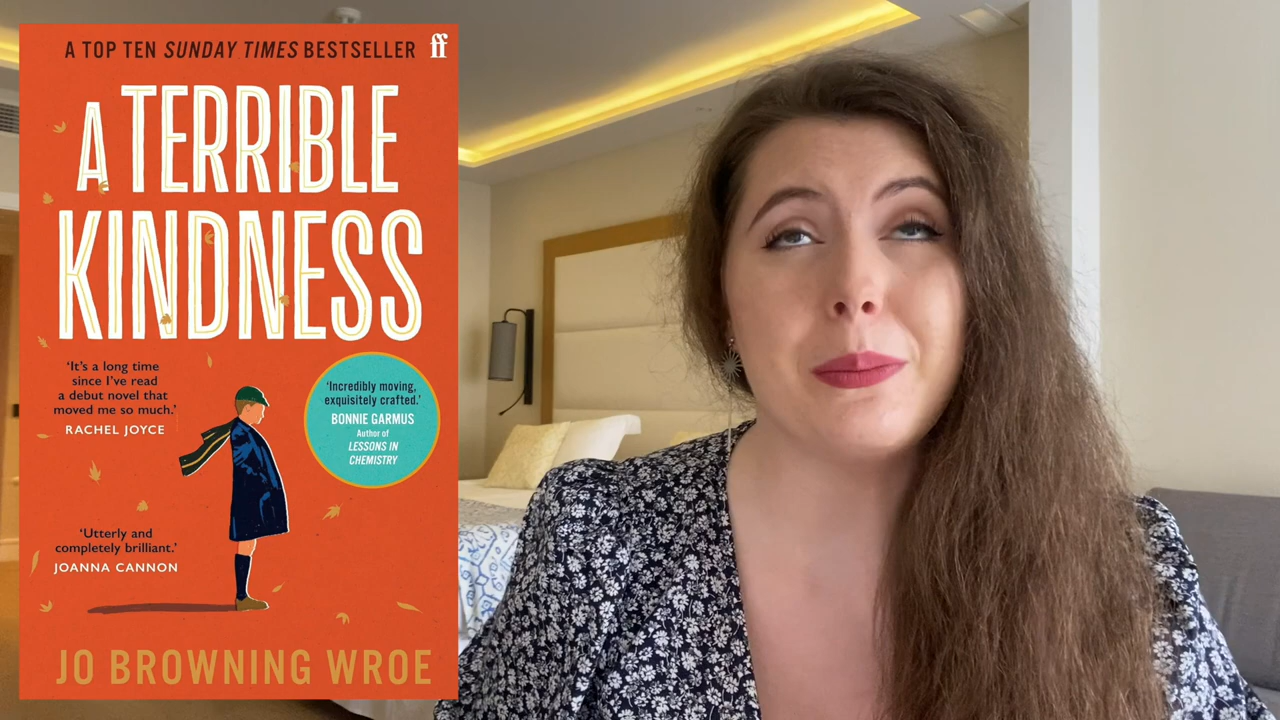 A TOP TEN SUNDAY TIMES BESTSELLER ff
A TERRIBLE
KINDNESS
‘It’s a long time
since I’ve read
a debut novel that
moved me so much.’
RACHEL JOYCE
‘Incredibly moving,
exquisitely crafted.’
BONNIE GARMUS
Author of
LESSONS IN
CHEMISTRY
‘Utterly and
completely brilliant.’
JOANNA CANNON
JO BROWNING WROE